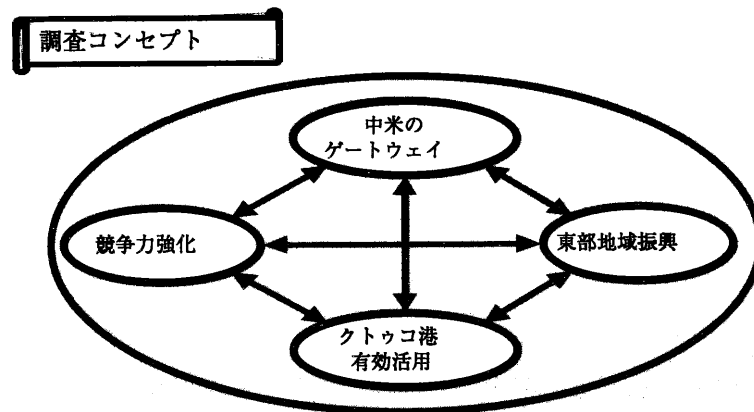 調査コンセプト
中米の
ゲートウェイ
競争力強化
東部地域振興
クトゥコ港
有効活用